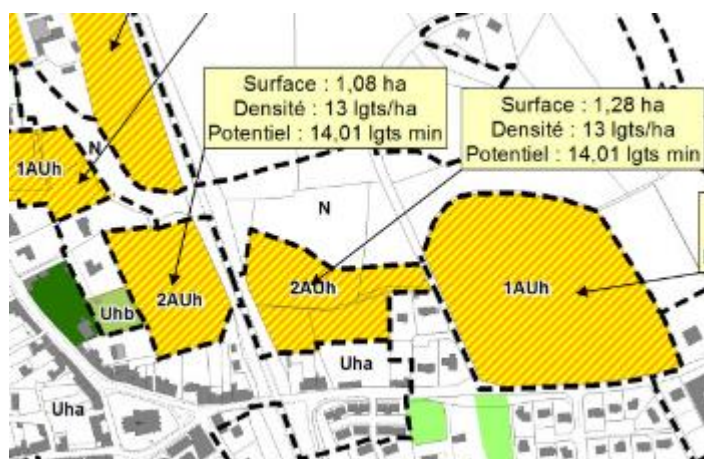 Surface : 1,08 ha
Densité : 13 lgts/ha
Potentiel : 14,01 lgts min
Surface : 1,28 ha
Densité : 13 lgts/ha
Potentiel : 14,01 lgts min
N
1AUh
N
2AUh
2AUh
1AUh
Uhb
Uha
Uha